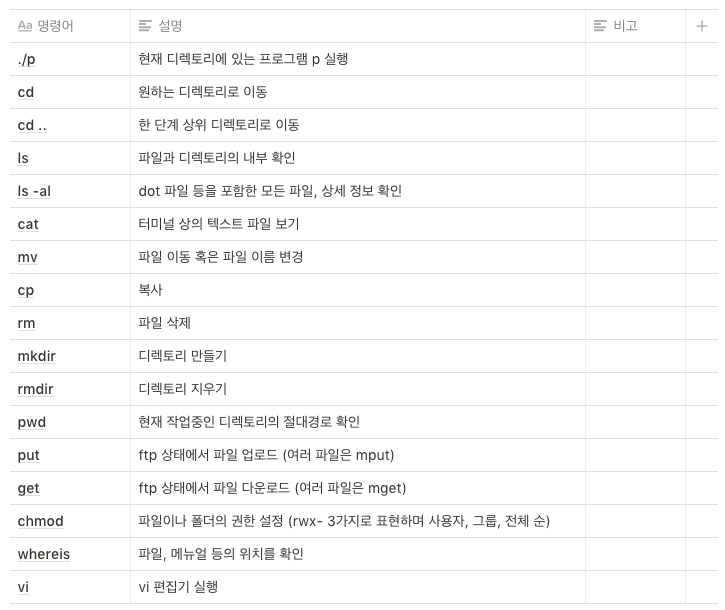 Aa 명령어 설명 비고 +
./p 현재 디렉토리에 있는 프로그램 p 실행
cd 원하는 디렉토리로 이동
cd .. 한 단계 상위 디렉토리로 이동
ls 파일과 디렉토리의 내부 확인
ls -al dot 파일 등을 포함한 모든 파일, 상세 정보 확인
cat 터미널 상의 텍스트 파일 보기
mv 파일 이동 혹은 파일 이름 변경
cp 복사
rm 파일 삭제
mkdir 디렉토리 만들기
rmdir 디렉토리 지우기
pwd 현재 작업중인 디렉토리의 절대경로 확인
put ftp 상태에서 파일 업로드 (여러 파일은 mput)
get ftp 상태에서 파일 다운로드 (여러 파일은 mget)
chmod 파일이나 폴더의 권한 설정 (rwx- 3가지로 표현하며 사용자, 그룹, 전체 순)
whereis 파일, 메뉴얼 등의 위치를 확인
vi vi 편집기 실행